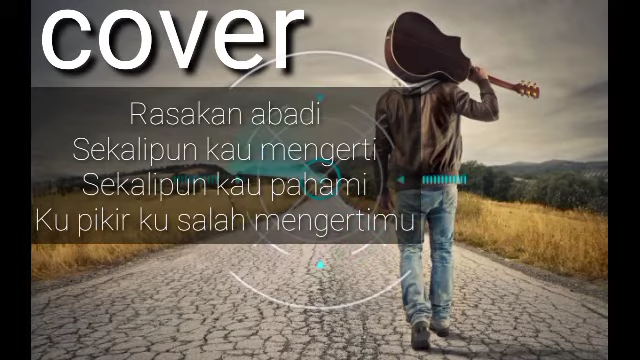 cover
Rasakan abadi
Sekalipun kau mengerti
Sekalipun kau pahami
Ku pikir ku salah mengertimu